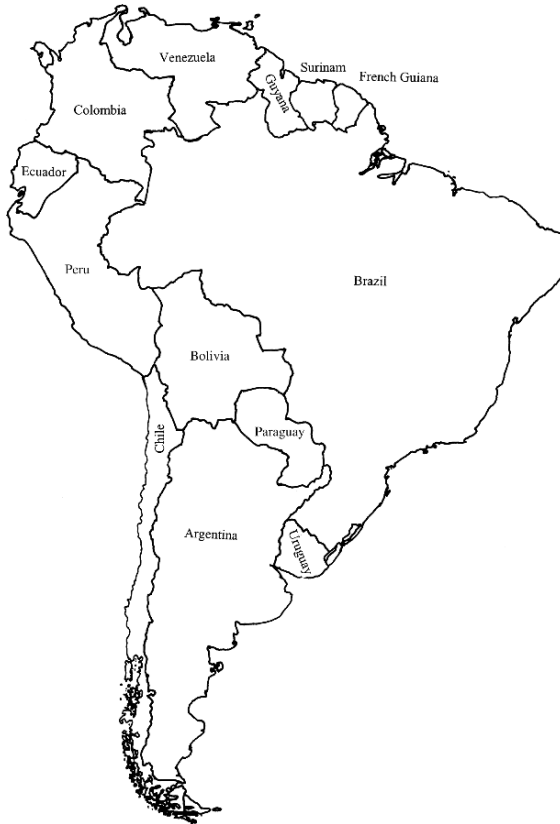 Venezuela
Surinam
French Guiana
Guyana
Colombia
Ecuador
Peru
Brazil
Bolivia
Chile
Paraguay
Argentina
Uruguay